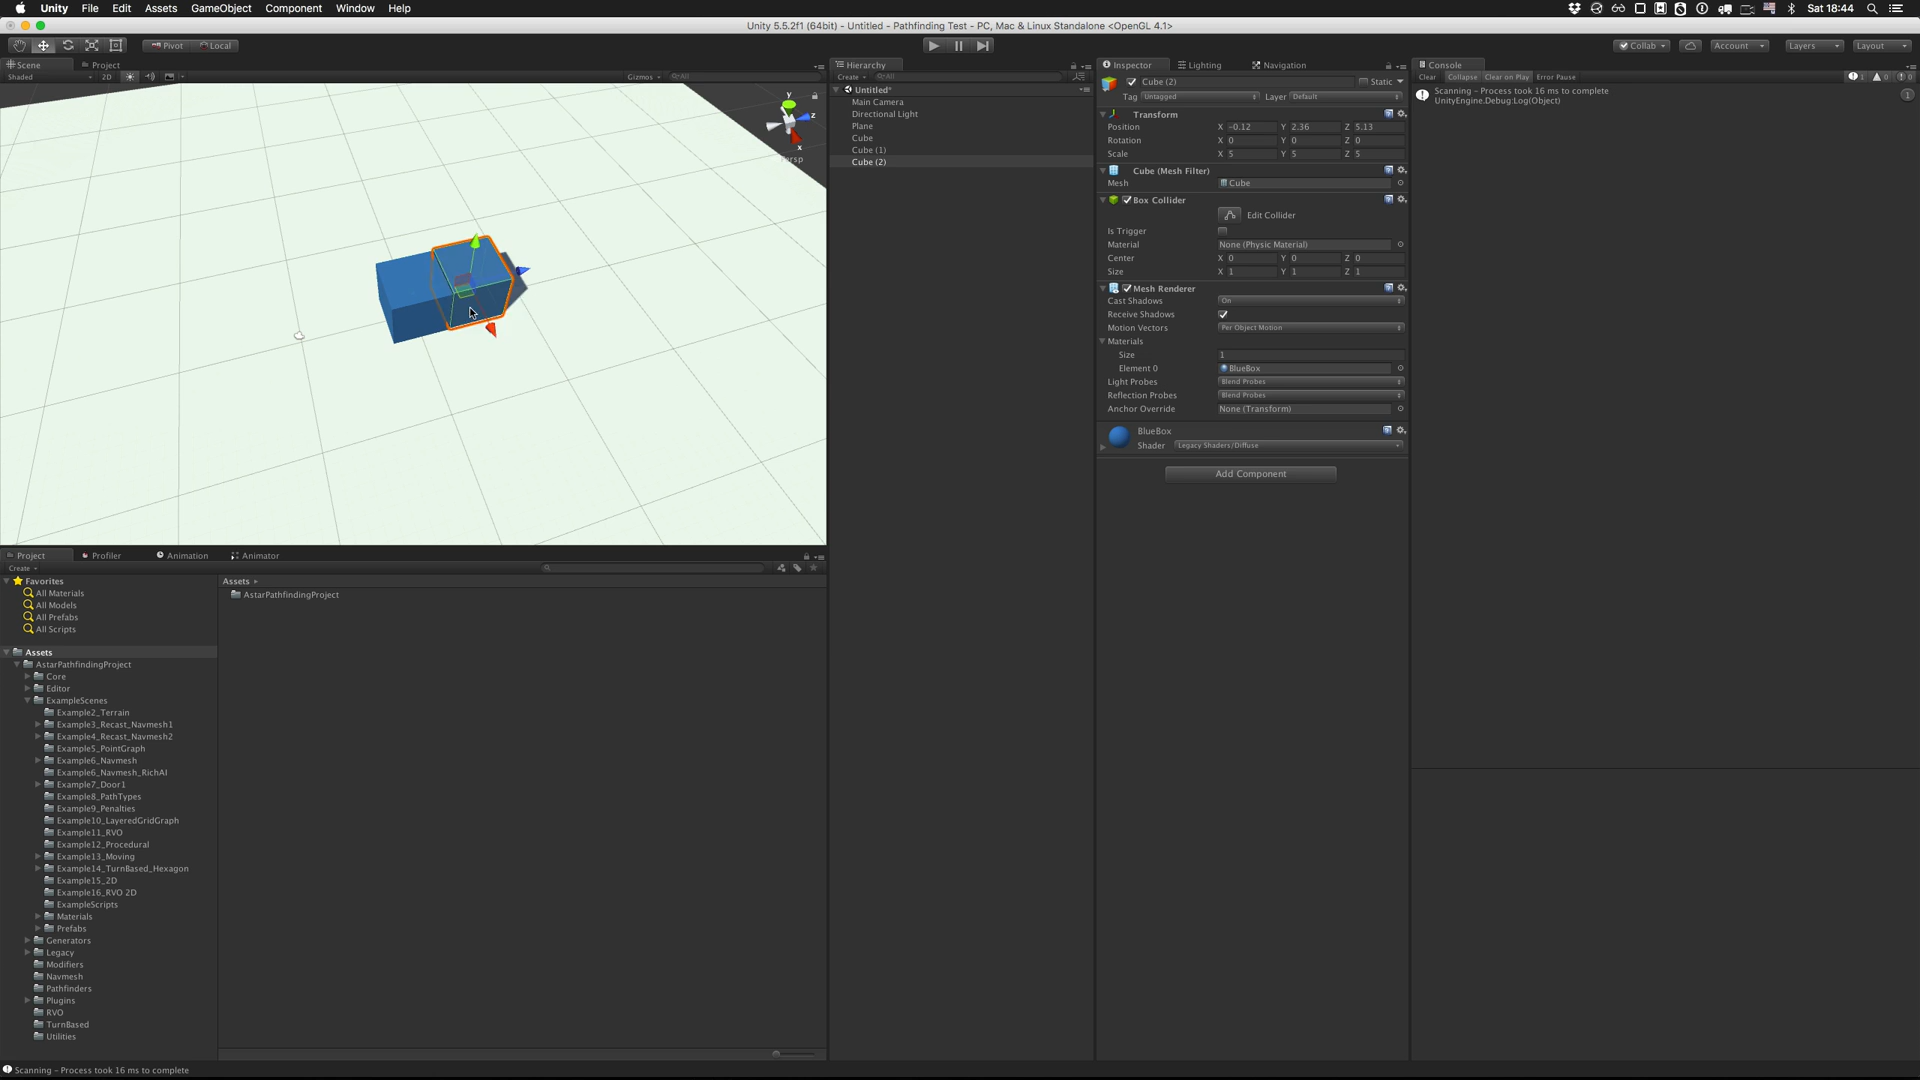 Unity File Edit Assets GameObject Component Window Help Sat 18:44
Unity 5.5.2f1 (64bit) - Untitled - Pathfinding Test - PC, Mac & Linux Standalone <OpenGL 4.1>
Pivot Local Collab Account Layers Layout
Scene Project
Shaded 2D Gizmos All
y
z
x
Persp
Hierarchy
Create All
Untitled*
Main Camera
Directional Light
Plane
Cube
Cube (1)
Cube (2)
Inspector Lighting Navigation
Cube (2) Static
Tag Untagged Layer Default
Transform
Position X -0.12 Y 2.36 Z 5.13
Rotation X 0 Y 0 Z 0
Scale X 5 Y 5 Z 5
Cube (Mesh Filter)
Mesh Cube
Box Collider
Edit Collider
Is Trigger
Material None (Physic Material)
Center X 0 Y 0 Z 0
Size X 1 Y 1 Z 1
Mesh Renderer
Cast Shadows On
Receive Shadows
Motion Vectors Per Object Motion
Materials
Size 1
Element 0 BlueBox
Light Probes Blend Probes
Reflection Probes Blend Probes
Anchor Override None (Transform)
BlueBox
Shader Legacy Shaders/Diffuse
Add Component
Console
Clear Collapse Clear on Play Error Pause 1 0 0
Scanning - Process took 16 ms to complete
UnityEngine.Debug:Log(Object)
1
Project Profiler Animation Animator
Create
Favorites
All Materials
All Models
All Prefabs
All Scripts
Assets
AstarPathfindingProject
Core
Editor
ExampleScenes
Example2_Terrain
Example3_Recast_Navmesh1
Example4_Recast_Navmesh2
Example5_PointGraph
Example6_Navmesh
Example6_Navmesh_RichAI
Example7_Door1
Example8_PathTypes
Example9_Penalties
Example10_LayeredGridGraph
Example11_RVO
Example12_Procedural
Example13_Moving
Example14_TurnBased_Hexagon
Example15_2D
Example16_RVO 2D
ExampleScripts
Materials
Prefabs
Generators
Legacy
Modifiers
Navmesh
Pathfinders
Plugins
RVO
TurnBased
Utilities
Assets
AstarPathfindingProject
Scanning - Process took 16 ms to complete